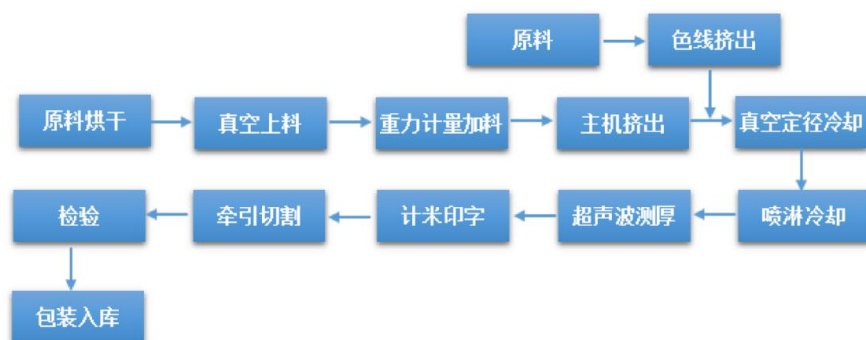 原料
色线挤出
原料烘干
真空上料
重力计量加料
主机挤出
真空定径冷却
检验
牵引切割
计米印字
超声波测厚
喷淋冷却
包装入库